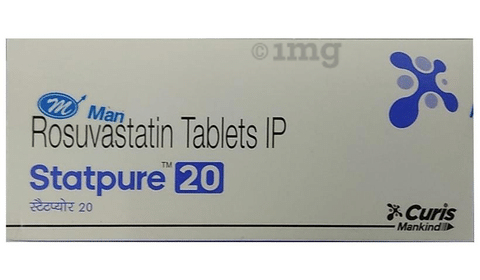 ©1mg
m Man
Rosuvastatin Tablets IP
Statpure™ 20
स्टैटप्योर 20
Curis
Mankind